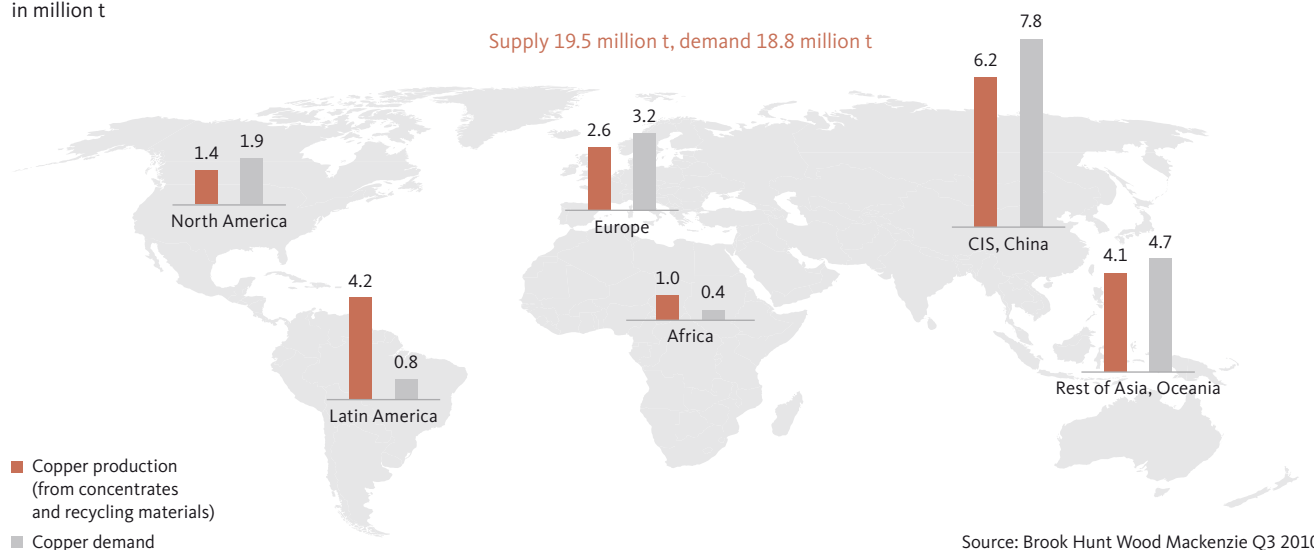 in million t
Supply 19.5 million t, demand 18.8 million t
7.8
6.2
3.2
2.6
1.9
1.4
North America
Europe
CIS, China
4.7
4.1
4.2
1.0
0.4
Africa
0.8
Rest of Asia, Oceania
Latin America
Copper production
(from concentrates
and recycling materials)
Copper demand
Source: Brook Hunt Wood Mackenzie Q3 2010